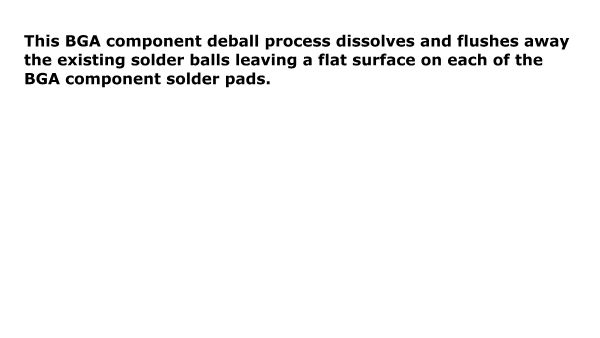 This BGA component deball process dissolves and flushes away
the existing solder balls leaving a flat surface on each of the
BGA component solder pads.